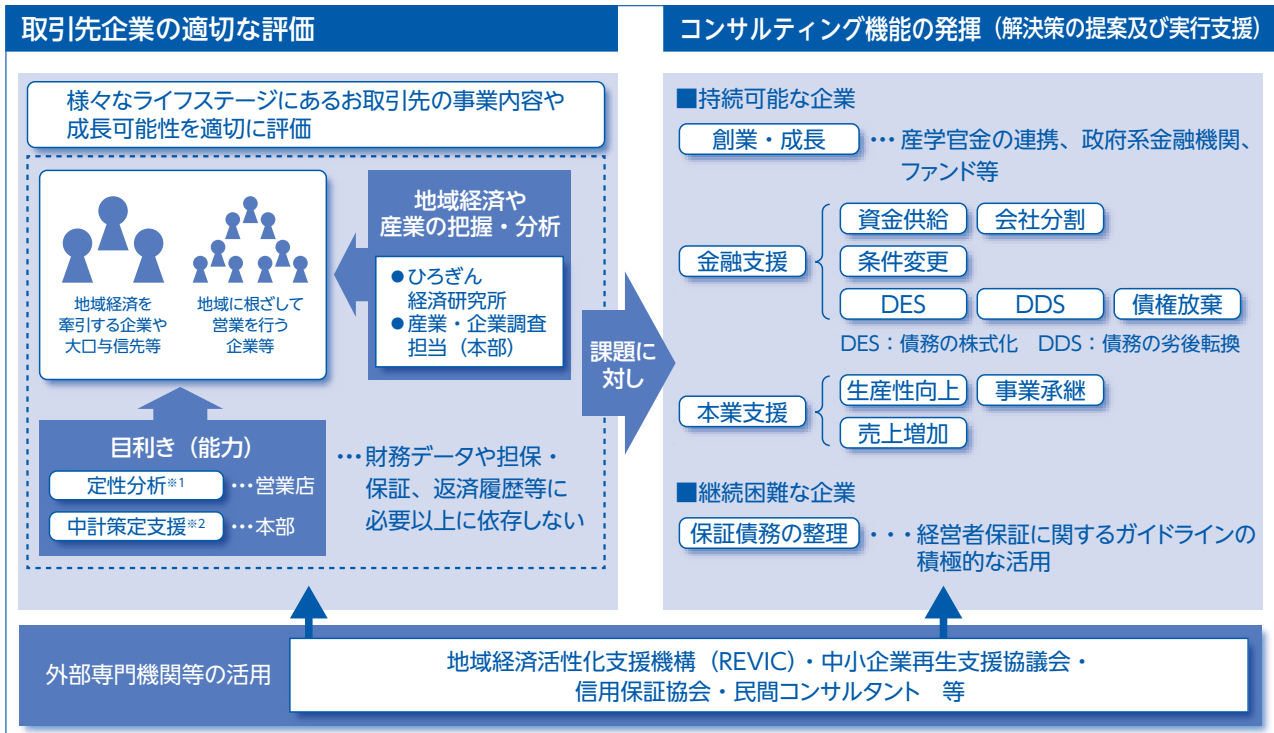 取引先企業の適切な評価
様々なライフステージにあるお取引先の事業内容や
成長可能性を適切に評価
地域経済を
牽引する企業や
大口与信先等
地域に根ざして
営業を行う
企業等
地域経済や
産業の把握・分析
●ひろぎん
経済研究所
●産業・企業調査
担当（本部）
目利き（能力）
定性分析※1 …営業店
中計策定支援※2 …本部
…財務データや担保・
保証、返済履歴等に
必要以上に依存しない
課題に
対し
コンサルティング機能の発揮（解決策の提案及び実行支援）
■持続可能な企業
創業・成長 … 産学官金の連携、政府系金融機関、
ファンド等
金融支援
資金供給 会社分割
条件変更
DES DDS 債権放棄
DES：債務の株式化 DDS：債務の劣後転換
本業支援
生産性向上 事業承継
売上増加
■継続困難な企業
保証債務の整理 ・・・経営者保証に関するガイドラインの
積極的な活用
外部専門機関等の活用
地域経済活性化支援機構（REVIC）・中小企業再生支援協議会・
信用保証協会・民間コンサルタント 等